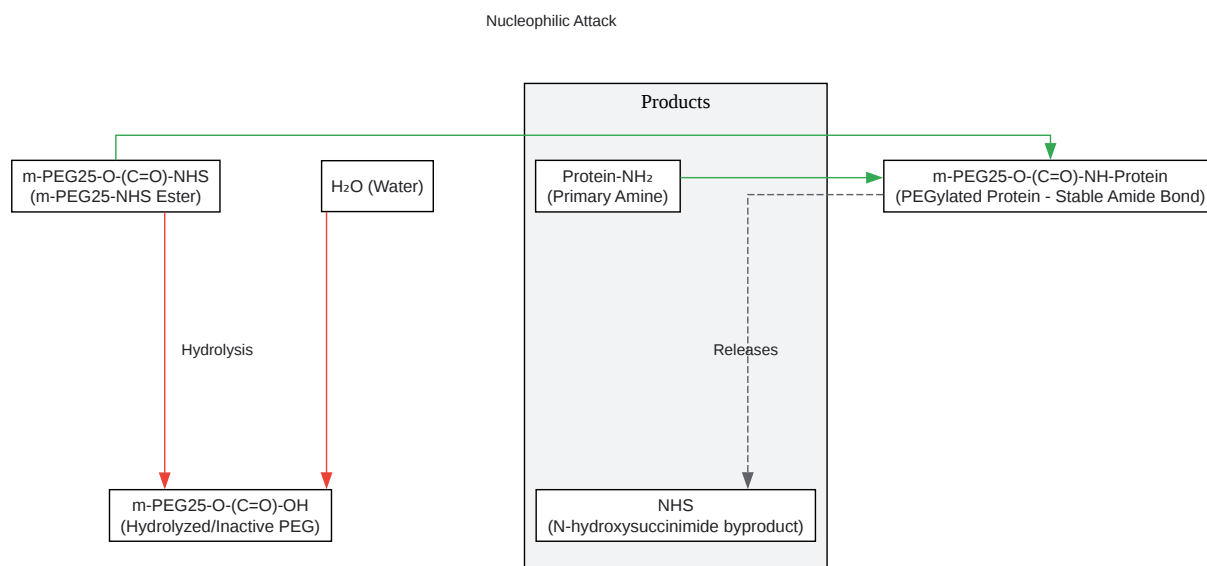 Nucleophilic Attack
Products
m-PEG25-O-(C=O)-NHS
(m-PEG25-NHS Ester)
H₂O (Water)
Protein-NH₂
(Primary Amine)
m-PEG25-O-(C=O)-NH-Protein
(PEGylated Protein - Stable Amide Bond)
Hydrolysis
Releases
m-PEG25-O-(C=O)-OH
(Hydrolyzed/Inactive PEG)
NHS
(N-hydroxysuccinimide byproduct)